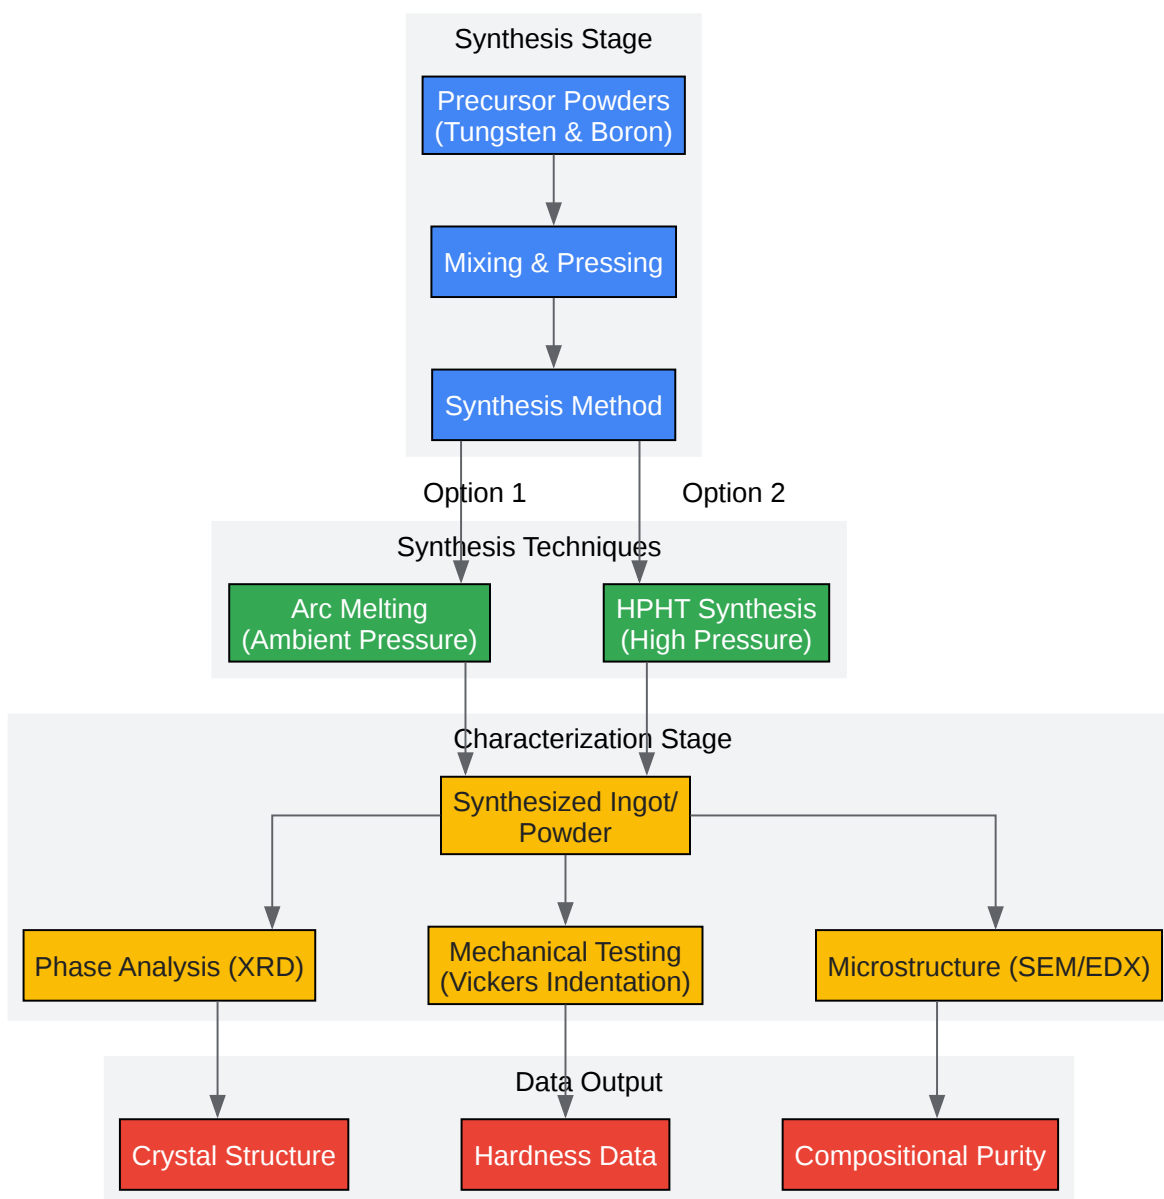 Synthesis Stage
Precursor Powders
(Tungsten & Boron)
Mixing & Pressing
Synthesis Method
Option 1
Option 2
Synthesis Techniques
Arc Melting
(Ambient Pressure)
HPHT Synthesis
(High Pressure)
Characterization Stage
Synthesized Ingot/
Powder
Phase Analysis (XRD)
Mechanical Testing
(Vickers Indentation)
Microstructure (SEM/EDX)
Data Output
Crystal Structure
Hardness Data
Compositional Purity